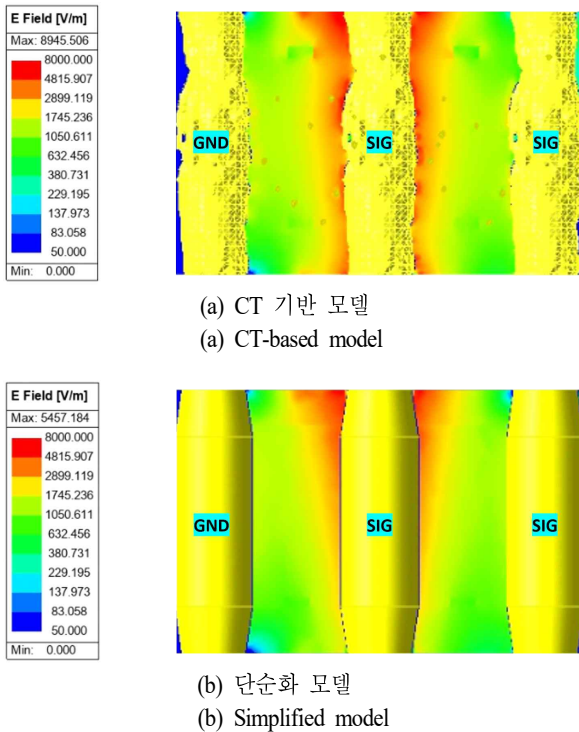 E Field [V/m]
Max: 8945.506
8000.000
4815.907
2899.119
1745.236
1050.611
632.456
380.731
229.195
137.973
83.058
50.000
Min: 0.000
GND
SIG
SIG
(a) CT 기반 모델
(a) CT-based model
E Field [V/m]
Max: 5457.184
8000.000
4815.907
2899.119
1745.236
1050.611
632.456
380.731
229.195
137.973
83.058
50.000
Min: 0.000
GND
SIG
SIG
(b) 단순화 모델
(b) Simplified model